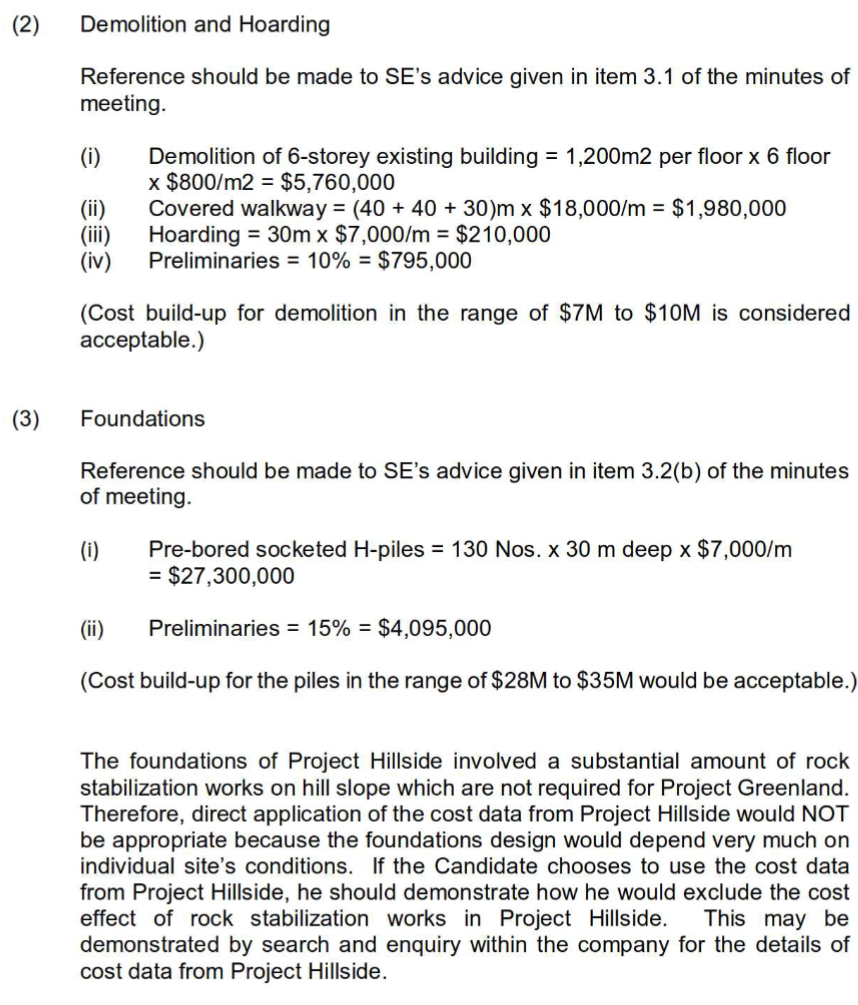 (2) Demolition and Hoarding
Reference should be made to SE's advice given in item 3.1 of the minutes of
meeting.
(i) Demolition of 6-storey existing building = 1,200m2 per floor x 6 floor
x $800/m2 = $5,760,000
(ii) Covered walkway = (40 + 40 + 30)m x $18,000/m = $1,980,000
(iii) Hoarding = 30m x $7,000/m = $210,000
(iv) Preliminaries = 10% = $795,000
(Cost build-up for demolition in the range of $7M to $10M is considered
acceptable.)
(3) Foundations
Reference should be made to SE's advice given in item 3.2(b) of the minutes
of meeting.
(i) Pre-bored socketed H-piles = 130 Nos. x 30 m deep x $7,000/m
= $27,300,000
(ii) Preliminaries = 15% = $4,095,000
(Cost build-up for the piles in the range of $28M to $35M would be acceptable.)
The foundations of Project Hillside involved a substantial amount of rock
stabilization works on hill slope which are not required for Project Greenland.
Therefore, direct application of the cost data from Project Hillside would NOT
be appropriate because the foundations design would depend very much on
individual site's conditions. If the Candidate chooses to use the cost data
from Project Hillside, he should demonstrate how he would exclude the cost
effect of rock stabilization works in Project Hillside. This may be
demonstrated by search and enquiry within the company for the details of
cost data from Project Hillside.